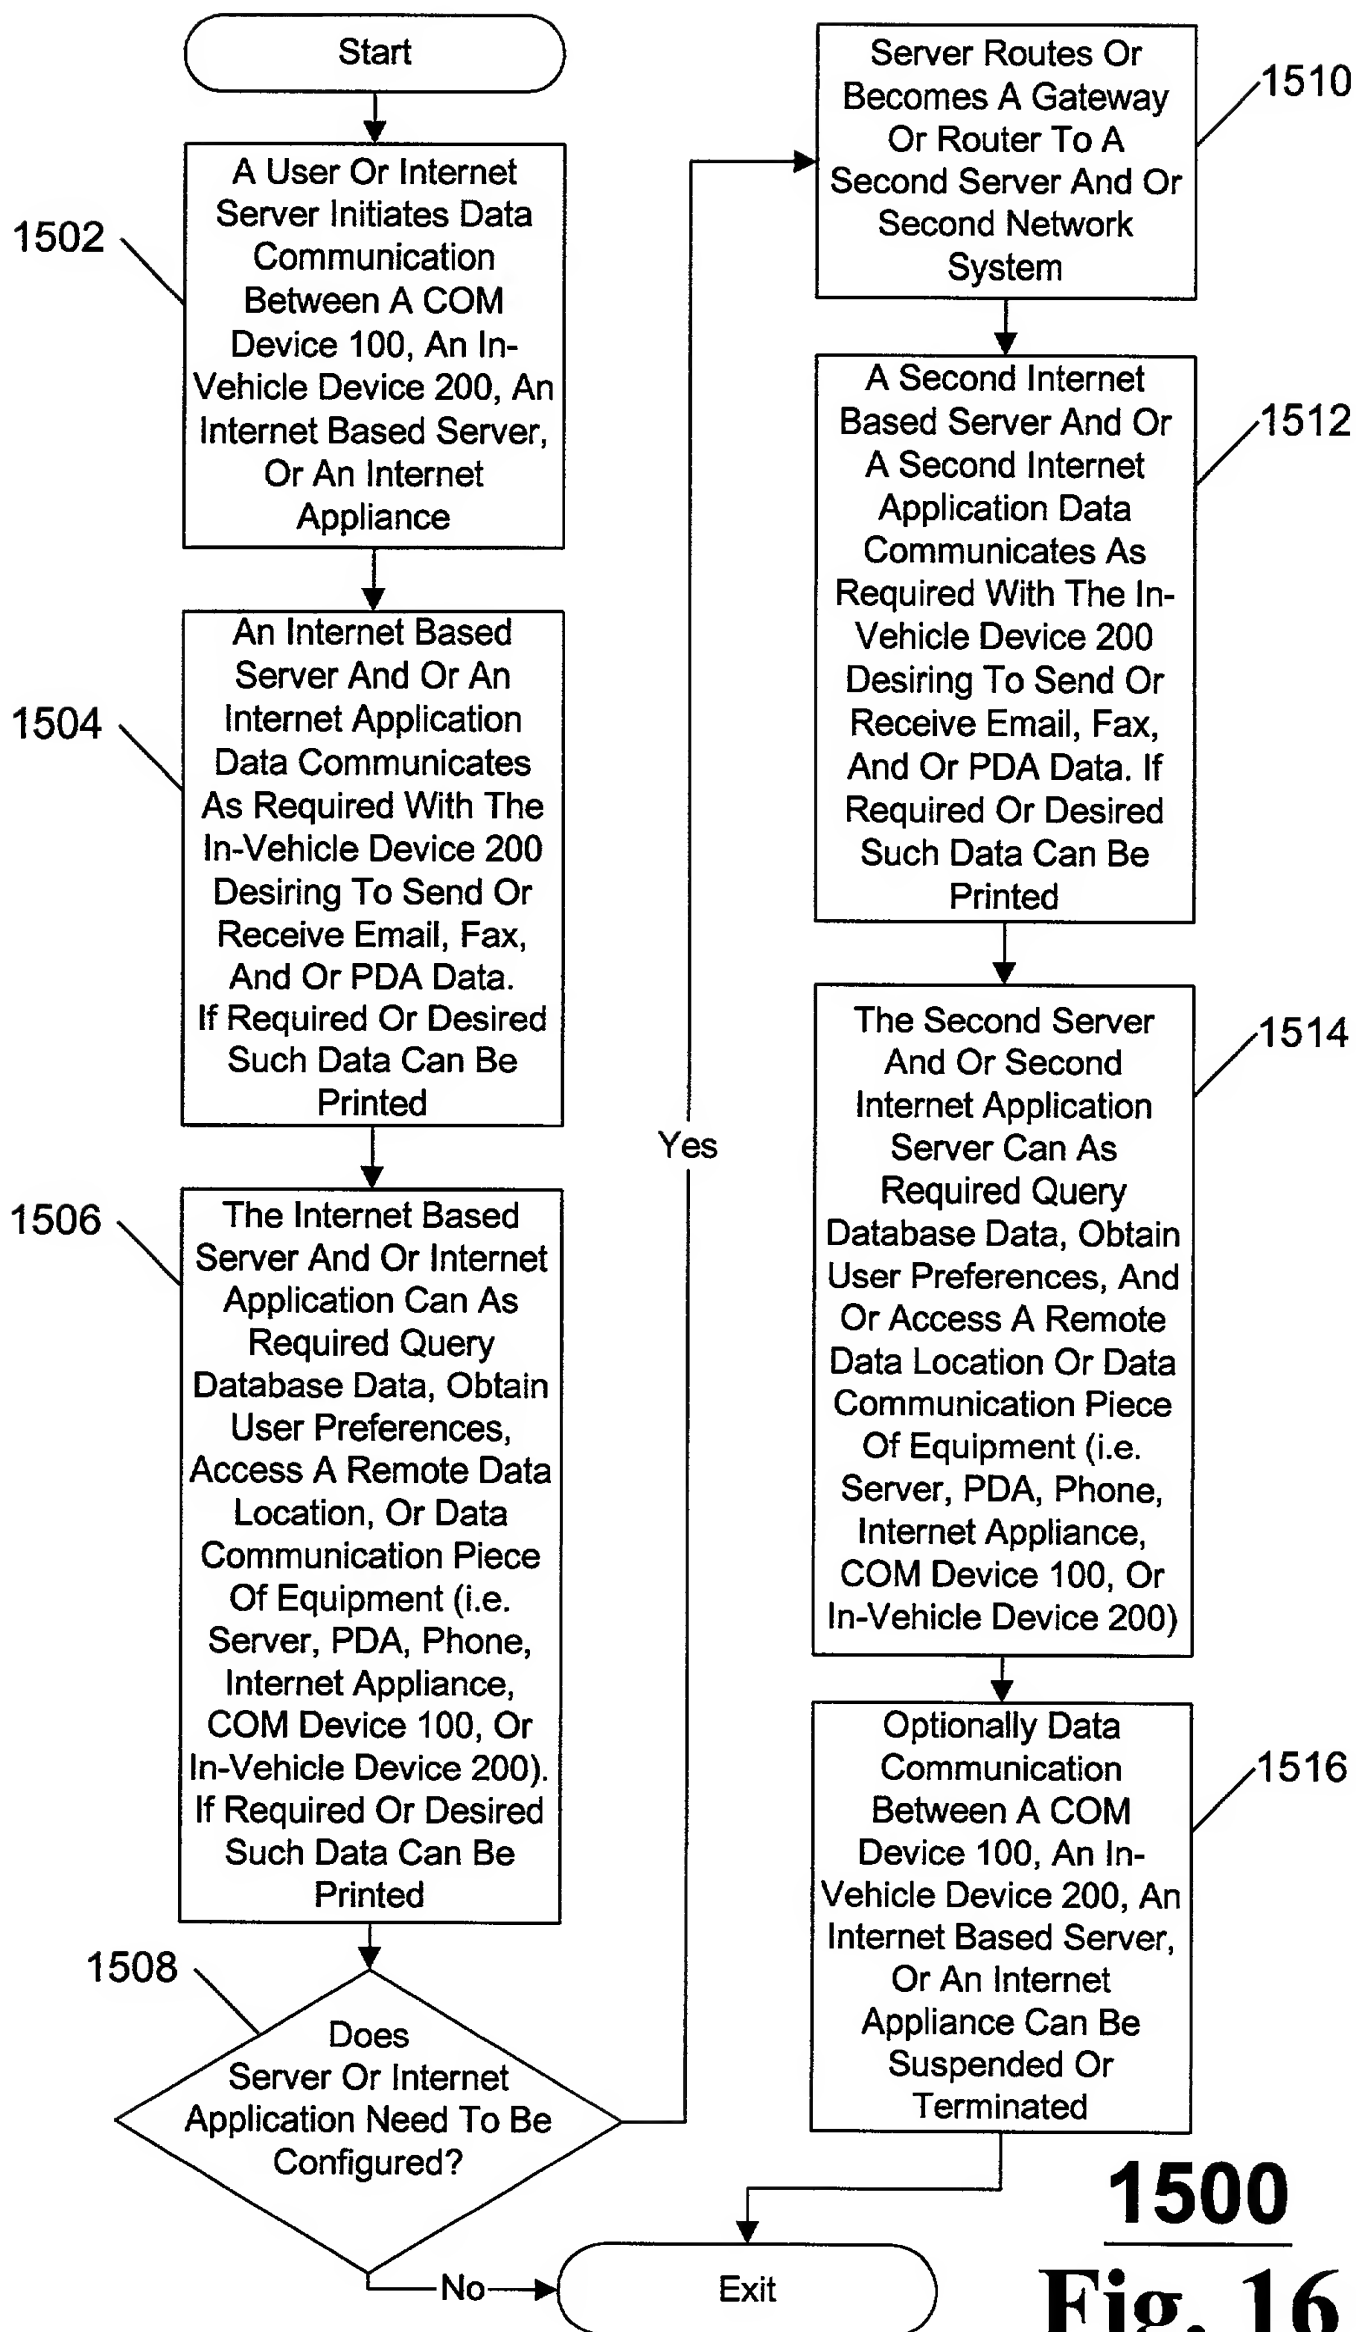 Start
1502
A User Or Internet
Server Initiates Data
Communication
Between A COM
Device 100, An In-
Vehicle Device 200, An
Internet Based Server,
Or An Internet
Appliance
1504
An Internet Based
Server And Or An
Internet Application
Data Communicates
As Required With The
In-Vehicle Device 200
Desiring To Send Or
Receive Email, Fax,
And Or PDA Data.
If Required Or Desired
Such Data Can Be
Printed
1506
The Internet Based
Server And Or Internet
Application Can As
Required Query
Database Data, Obtain
User Preferences,
Access A Remote Data
Location, Or Data
Communication Piece
Of Equipment (i.e.
Server, PDA, Phone,
Internet Appliance,
COM Device 100, Or
In-Vehicle Device 200).
If Required Or Desired
Such Data Can Be
Printed
1508
Does
Server Or Internet
Application Need To Be
Configured?
Yes
No
Server Routes Or
Becomes A Gateway
Or Router To A
Second Server And Or
Second Network
System
1510
A Second Internet
Based Server And Or
A Second Internet
Application Data
Communicates As
Required With The In-
Vehicle Device 200
Desiring To Send Or
Receive Email, Fax,
And Or PDA Data. If
Required Or Desired
Such Data Can Be
Printed
1512
The Second Server
And Or Second
Internet Application
Server Can As
Required Query
Database Data, Obtain
User Preferences, And
Or Access A Remote
Data Location Or Data
Communication Piece
Of Equipment (i.e.
Server, PDA, Phone,
Internet Appliance,
COM Device 100, Or
In-Vehicle Device 200)
1514
Optionally Data
Communication
Between A COM
Device 100, An In-
Vehicle Device 200, An
Internet Based Server,
Or An Internet
Appliance Can Be
Suspended Or
Terminated
1516
Exit
1500
Fig. 16